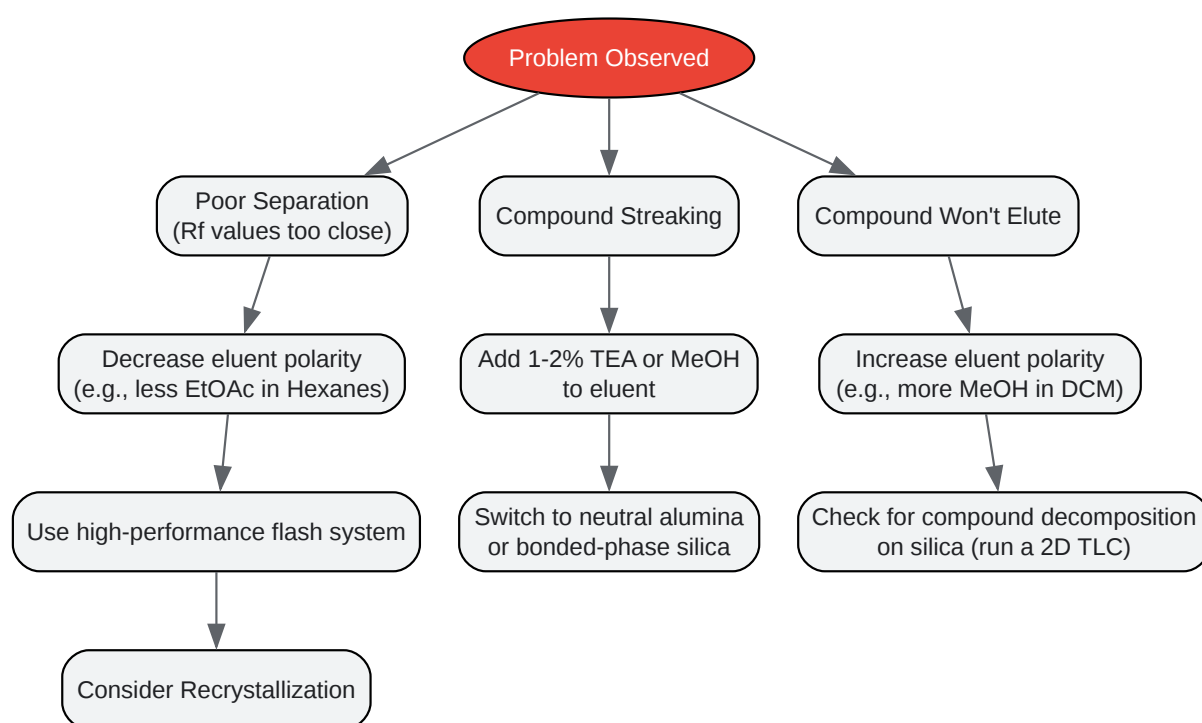 Problem Observed
Poor Separation
(Rf values too close)
Compound Streaking
Compound Won't Elute
Decrease eluent polarity
(e.g., less EtOAc in Hexanes)
Add 1-2% TEA or MeOH
to eluent
Increase eluent polarity
(e.g., more MeOH in DCM)
Use high-performance flash system
Switch to neutral alumina
or bonded-phase silica
Check for compound decomposition
on silica (run a 2D TLC)
Consider Recrystallization